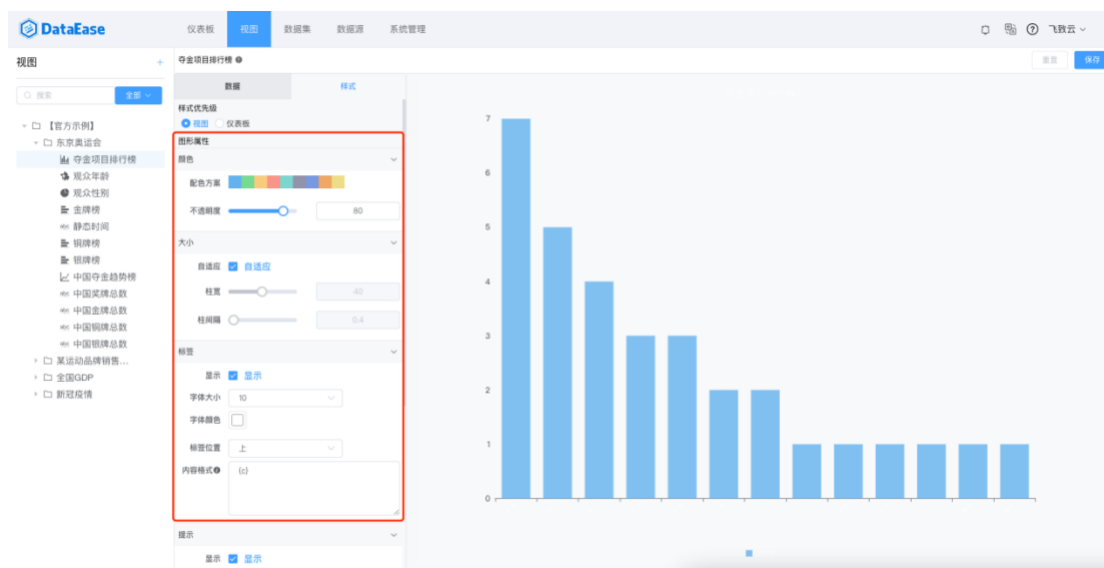 DataEase 仪表板 视图 数据集 数据源 系统管理 飞致云
视图 +
夺金项目排行榜
重置 保存
搜索 全部
数据 样式
样式优先级
视图 仪表板
【官方示例】
东京奥运会
夺金项目排行榜
观众年龄
观众性别
金牌榜
静态时间
铜牌榜
银牌榜
中国夺金趋势榜
中国奖牌总数
中国金牌总数
中国铜牌总数
中国银牌总数
某运动品牌销售...
全国GDP
新冠疫情
图形属性
颜色
配色方案
不透明度 80
大小
自适应 自适应
柱宽 40
柱间隔 0.4
标签
显示 显示
字体大小 10
字体颜色
标签位置 上
内容格式 {c}
提示
显示 显示
7
6
5
4
3
2
1
0